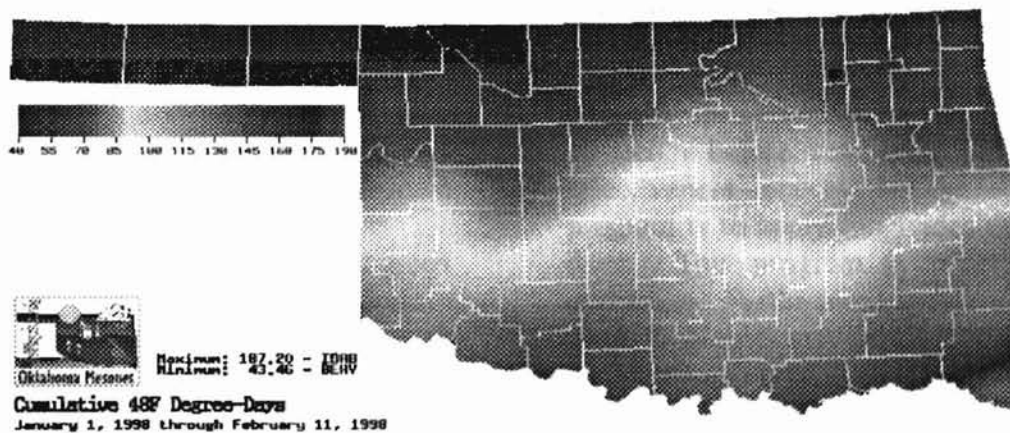 40 55 70 85 100 115 130 145 160 175 190
Oklahoma Mesonet
Maximum: 187.20 - IDAB
Minimum: 43.46 - BEAV
Cumulative 48F Degree-Days
January 1, 1998 through February 11, 1998